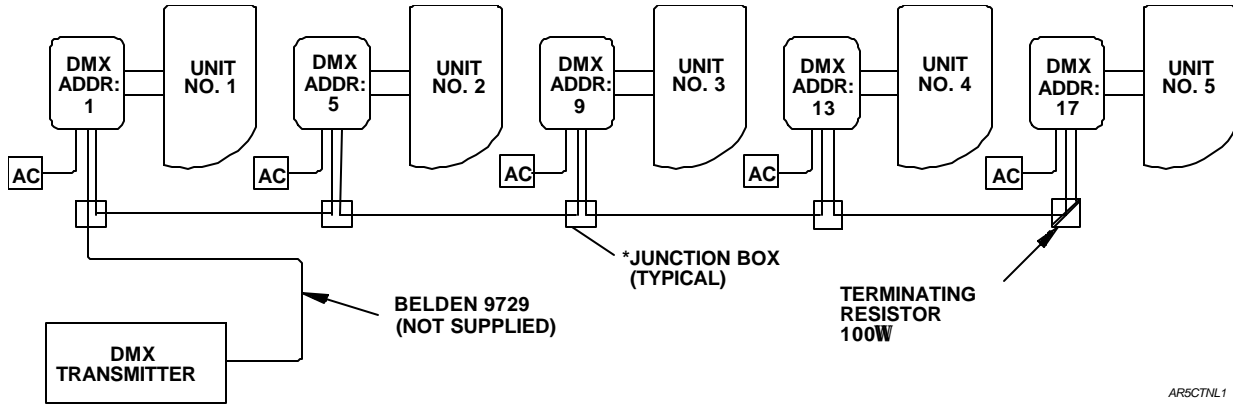 DMX
ADDR:
1
UNIT
NO. 1
DMX
ADDR:
5
UNIT
NO. 2
DMX
ADDR:
9
UNIT
NO. 3
DMX
ADDR:
13
UNIT
NO. 4
DMX
ADDR:
17
UNIT
NO. 5
AC
AC
AC
AC
AC
*JUNCTION BOX
(TYPICAL)
BELDEN 9729
(NOT SUPPLIED)
TERMINATING
RESISTOR
100W
DMX
TRANSMITTER
AR5CTNL1